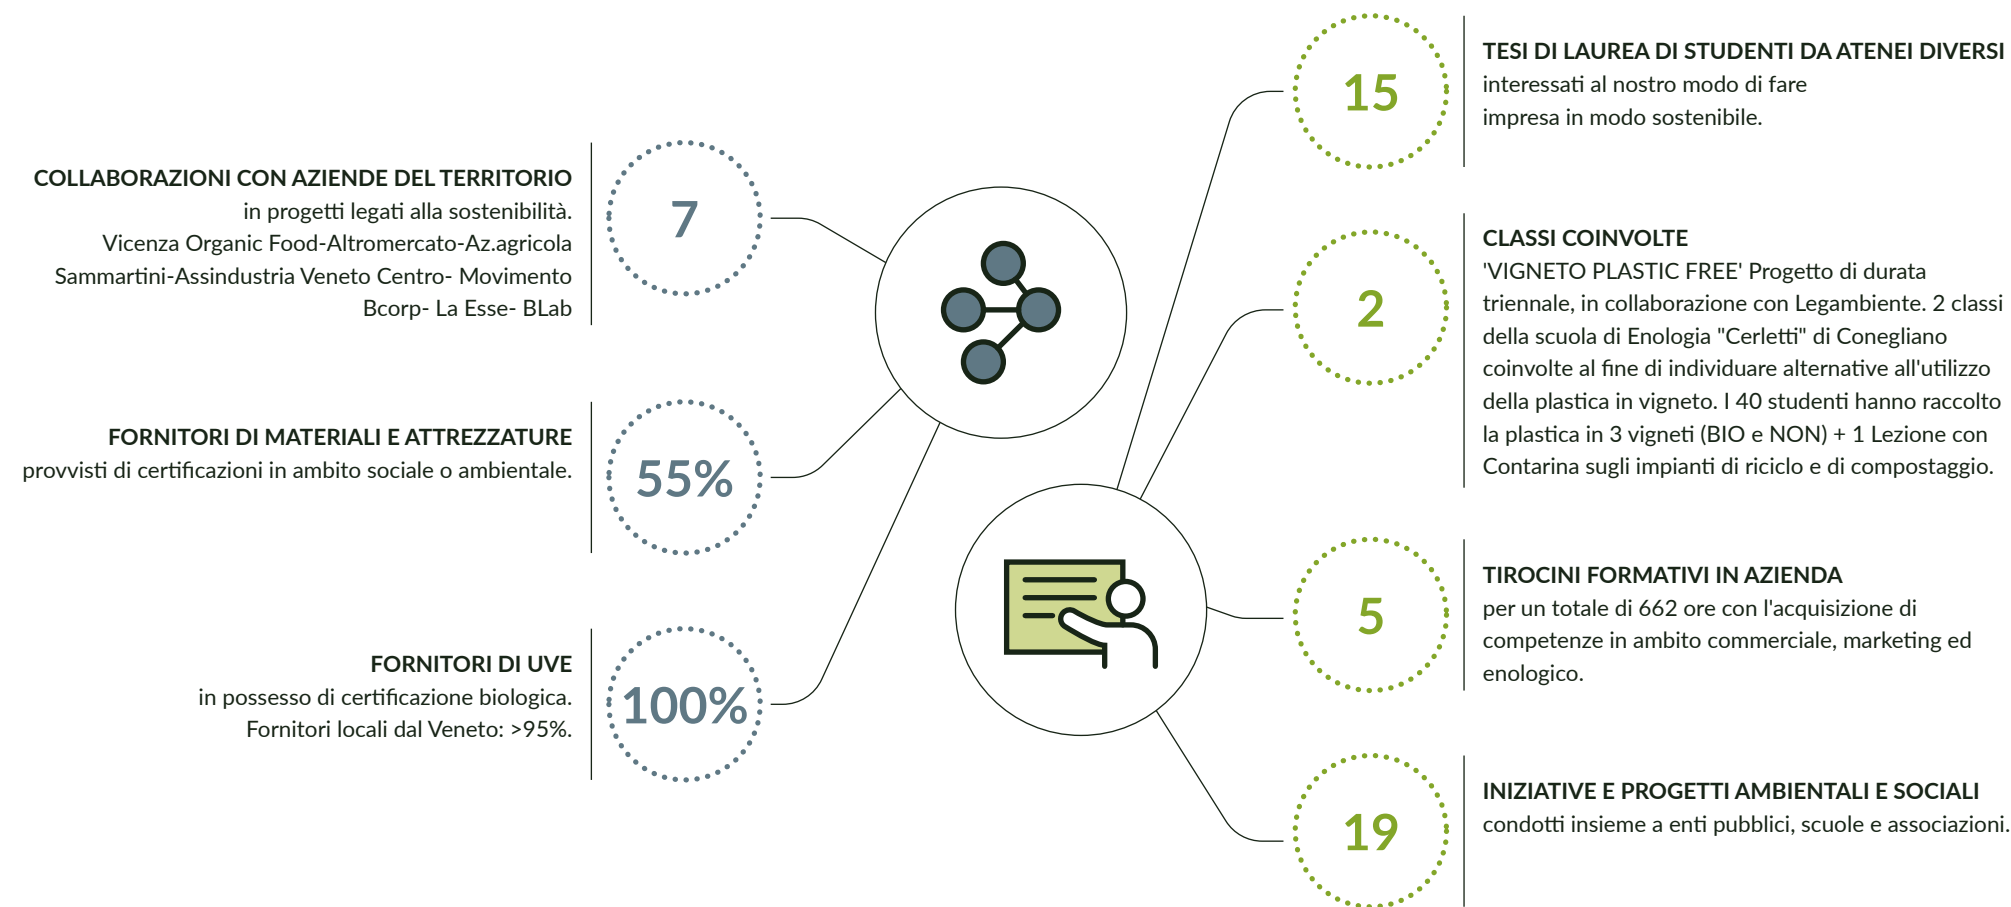 COLLABORAZIONI CON AZIENDE DEL TERRITORIO
in progetti legati alla sostenibilità.
Vicenza Organic Food-Altromercato-Az.agricola
Sammartini-Assindustria Veneto Centro- Movimento
Bcorp- La Esse- BLab
7
FORNITORI DI MATERIALI E ATTREZZATURE
provvisti di certificazioni in ambito sociale o ambientale.
55%
FORNITORI DI UVE
in possesso di certificazione biologica.
Fornitori locali dal Veneto: >95%.
100%
15
TESI DI LAUREA DI STUDENTI DA ATENEI DIVERSI
interessati al nostro modo di fare
impresa in modo sostenibile.
2
CLASSI COINVOLTE
'VIGNETO PLASTIC FREE' Progetto di durata
triennale, in collaborazione con Legambiente. 2 classi
della scuola di Enologia "Cerletti" di Conegliano
coinvolte al fine di individuare alternative all'utilizzo
della plastica in vigneto. I 40 studenti hanno raccolto
la plastica in 3 vigneti (BIO e NON) + 1 Lezione con
Contarina sugli impianti di riciclo e di compostaggio.
5
TIROCINI FORMATIVI IN AZIENDA
per un totale di 662 ore con l'acquisizione di
competenze in ambito commerciale, marketing ed
enologico.
19
INIZIATIVE E PROGETTI AMBIENTALI E SOCIALI
condotti insieme a enti pubblici, scuole e associazioni.